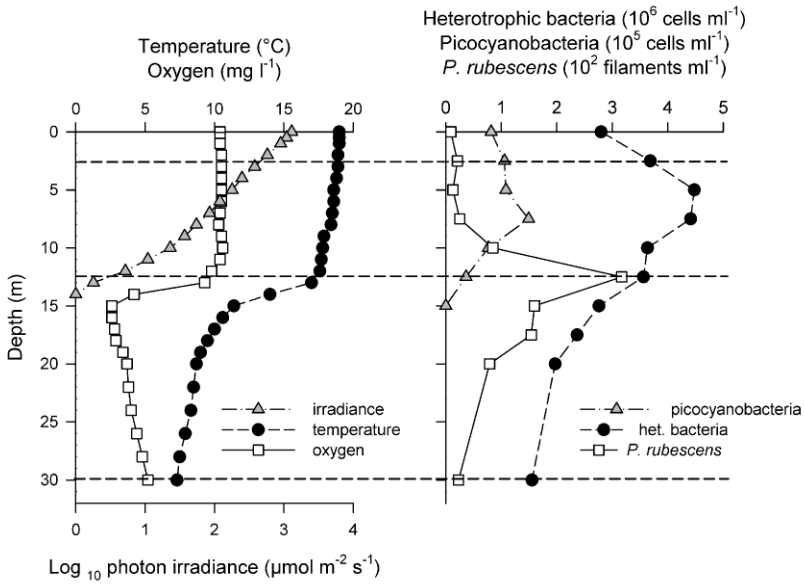 Temperature (°C)
Oxygen (mg l⁻¹)
0 5 10 15 20
Heterotrophic bacteria (10⁶ cells ml⁻¹)
Picocyanobacteria (10⁵ cells ml⁻¹)
P. rubescens (10² filaments ml⁻¹)
0 1 2 3 4 5
Depth (m)
0
5
10
15
20
25
30
irradiance
temperature
oxygen
picocyanobacteria
het. bacteria
P. rubescens
0 1 2 3 4
Log ₁₀ photon irradiance (µmol m⁻² s⁻¹)